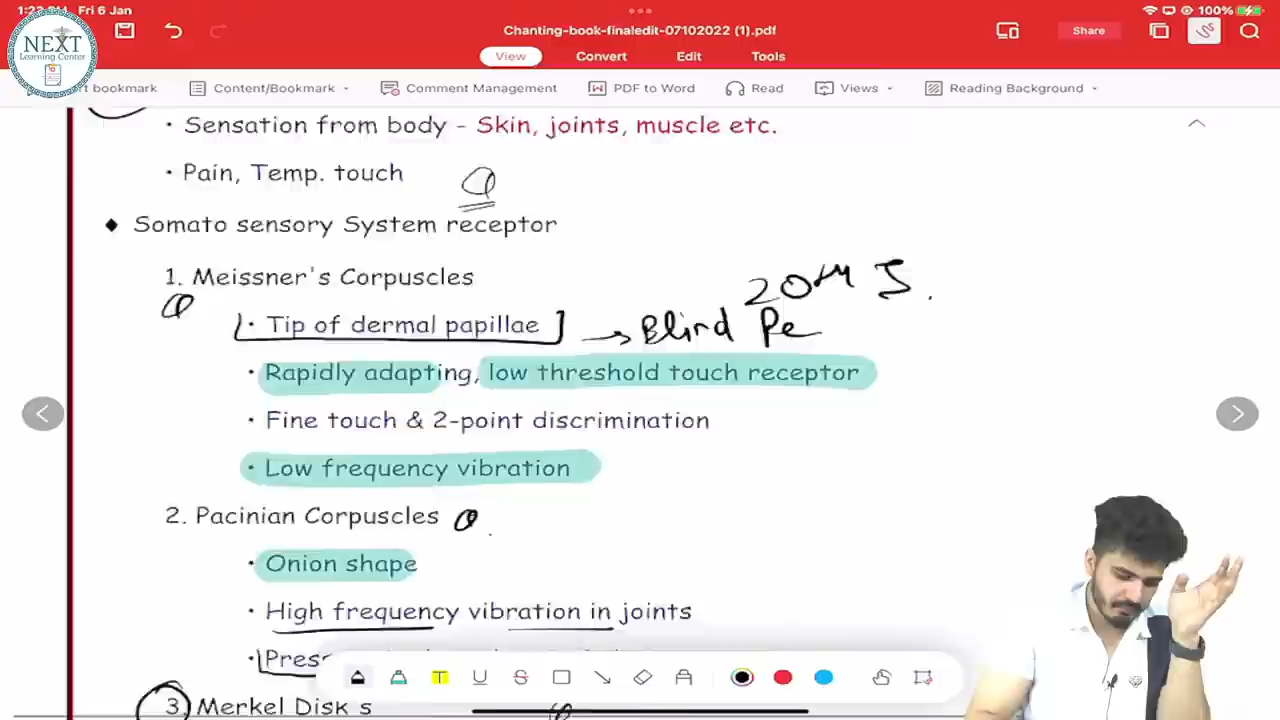 1:23 Fri 6 Jan
100%
Chanting-book-finaledit-07102022 (1).pdf
Share
NEXT
Learning Center
View Convert Edit Tools
bookmark Content/Bookmark Comment Management PDF to Word Read Views Reading Background
• Sensation from body - Skin, joints, muscle etc.
• Pain, Temp. touch
◆ Somato sensory System receptor
1. Meissner's Corpuscles
20
• Tip of dermal papillae → Blind Pe
• Rapidly adapting, low threshold touch receptor
• Fine touch & 2-point discrimination
• Low frequency vibration
2. Pacinian Corpuscles
• Onion shape
• High frequency vibration in joints
• Press
3. Merkel Disk s